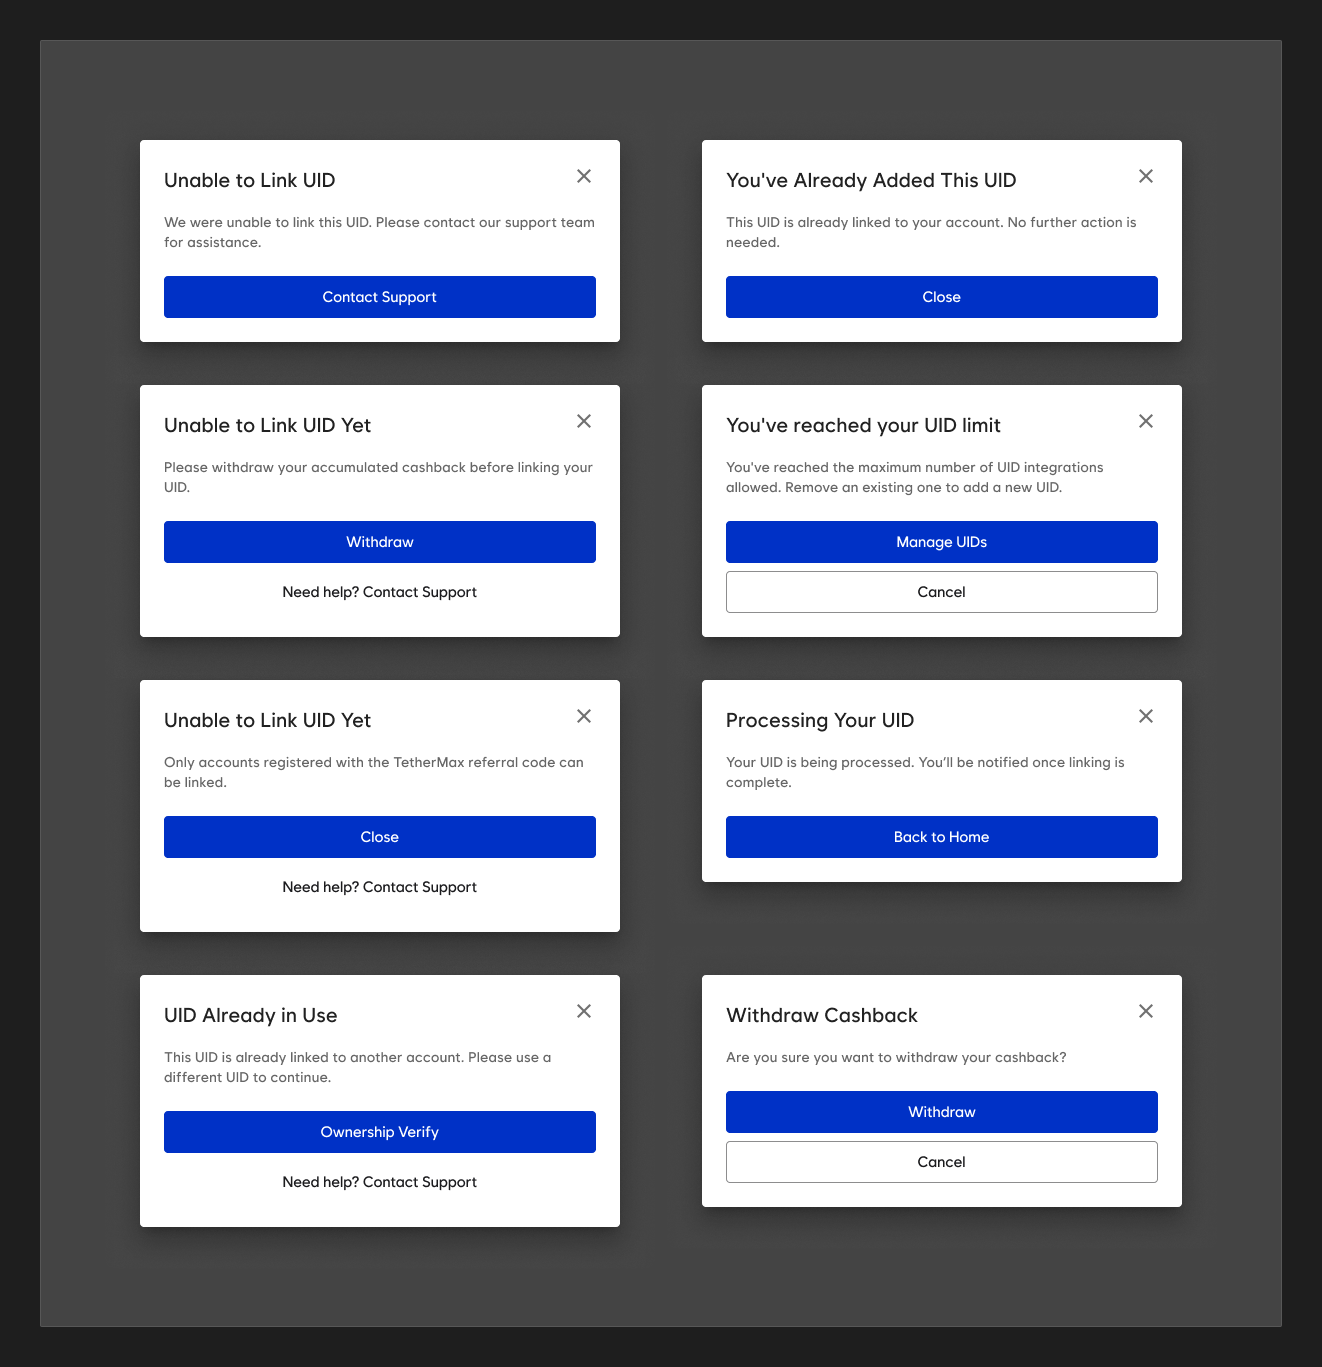 Unable to Link UID
We were unable to link this UID. Please contact our support team
for assistance.
Contact Support
You've Already Added This UID
This UID is already linked to your account. No further action is
needed.
Close
Unable to Link UID Yet
Please withdraw your accumulated cashback before linking your
UID.
Withdraw
Need help? Contact Support
You've reached your UID limit
You've reached the maximum number of UID integrations
allowed. Remove an existing one to add a new UID.
Manage UIDs
Cancel
Unable to Link UID Yet
Only accounts registered with the TetherMax referral code can
be linked.
Close
Need help? Contact Support
Processing Your UID
Your UID is being processed. You’ll be notified once linking is
complete.
Back to Home
UID Already in Use
This UID is already linked to another account. Please use a
different UID to continue.
Ownership Verify
Need help? Contact Support
Withdraw Cashback
Are you sure you want to withdraw your cashback?
Withdraw
Cancel